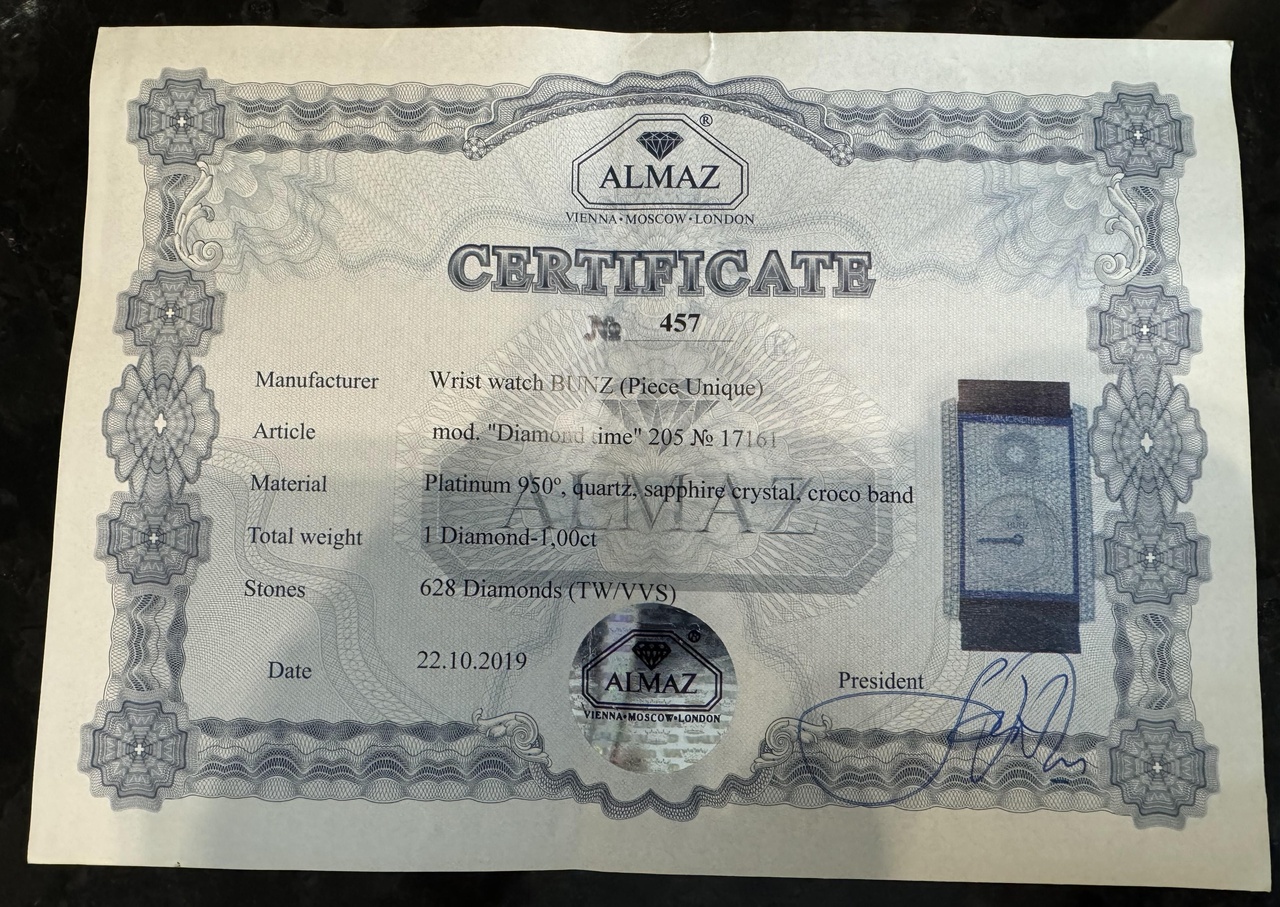 ®
ALMAZ
VIENNA•MOSCOW•LONDON
CERTIFICATE
№ 457
®
Manufacturer Wrist watch BUNZ (Piece Unique)
Article mod. "Diamond time" 205 № 17161
Material Platinum 950º, quartz, sapphire crystal, croco band
ALMAZ
Total weight 1 Diamond-1,00ct
Stones 628 Diamonds (TW/VVS)
Date 22.10.2019
®
ALMAZ
VIENNA•MOSCOW•LONDON
President